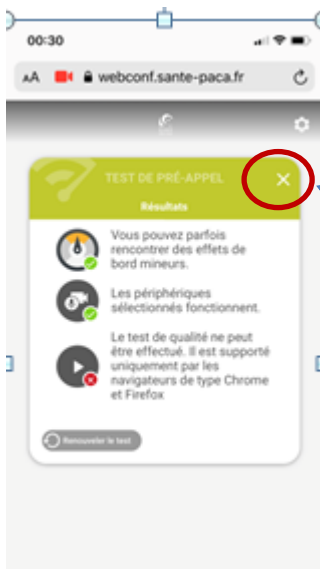 00:30
AA webconf.sante-paca.fr
TEST DE PRÉ-APPEL
Résultats
Vous pouvez parfois
rencontrer des effets de
bord mineurs.
Les périphériques
sélectionnés fonctionnent.
Le test de qualité ne peut
être effectué. Il est supporté
uniquement par les
navigateurs de type Chrome
et Firefox
Renouveler le test